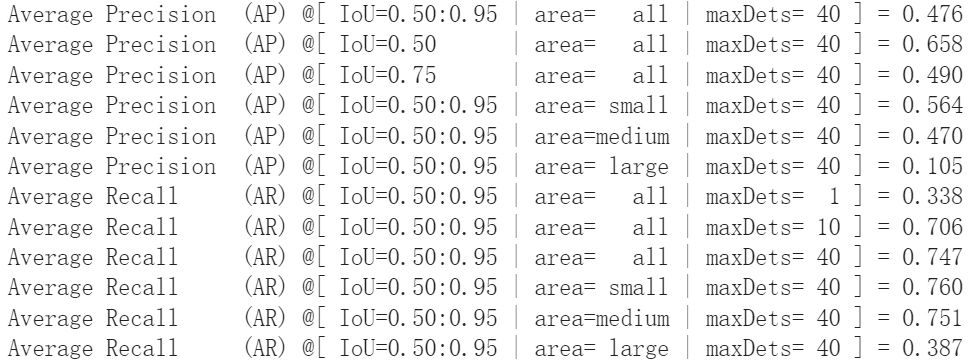 Average Precision  (AP) @[ IoU=0.50:0.95 | area=   all | maxDets= 40 ] = 0.476
Average Precision  (AP) @[ IoU=0.50      | area=   all | maxDets= 40 ] = 0.658
Average Precision  (AP) @[ IoU=0.75      | area=   all | maxDets= 40 ] = 0.490
Average Precision  (AP) @[ IoU=0.50:0.95 | area= small | maxDets= 40 ] = 0.564
Average Precision  (AP) @[ IoU=0.50:0.95 | area=medium | maxDets= 40 ] = 0.470
Average Precision  (AP) @[ IoU=0.50:0.95 | area= large | maxDets= 40 ] = 0.105
Average Recall     (AR) @[ IoU=0.50:0.95 | area=   all | maxDets=  1 ] = 0.338
Average Recall     (AR) @[ IoU=0.50:0.95 | area=   all | maxDets= 10 ] = 0.706
Average Recall     (AR) @[ IoU=0.50:0.95 | area=   all | maxDets= 40 ] = 0.747
Average Recall     (AR) @[ IoU=0.50:0.95 | area= small | maxDets= 40 ] = 0.760
Average Recall     (AR) @[ IoU=0.50:0.95 | area=medium | maxDets= 40 ] = 0.751
Average Recall     (AR) @[ IoU=0.50:0.95 | area= large | maxDets= 40 ] = 0.387